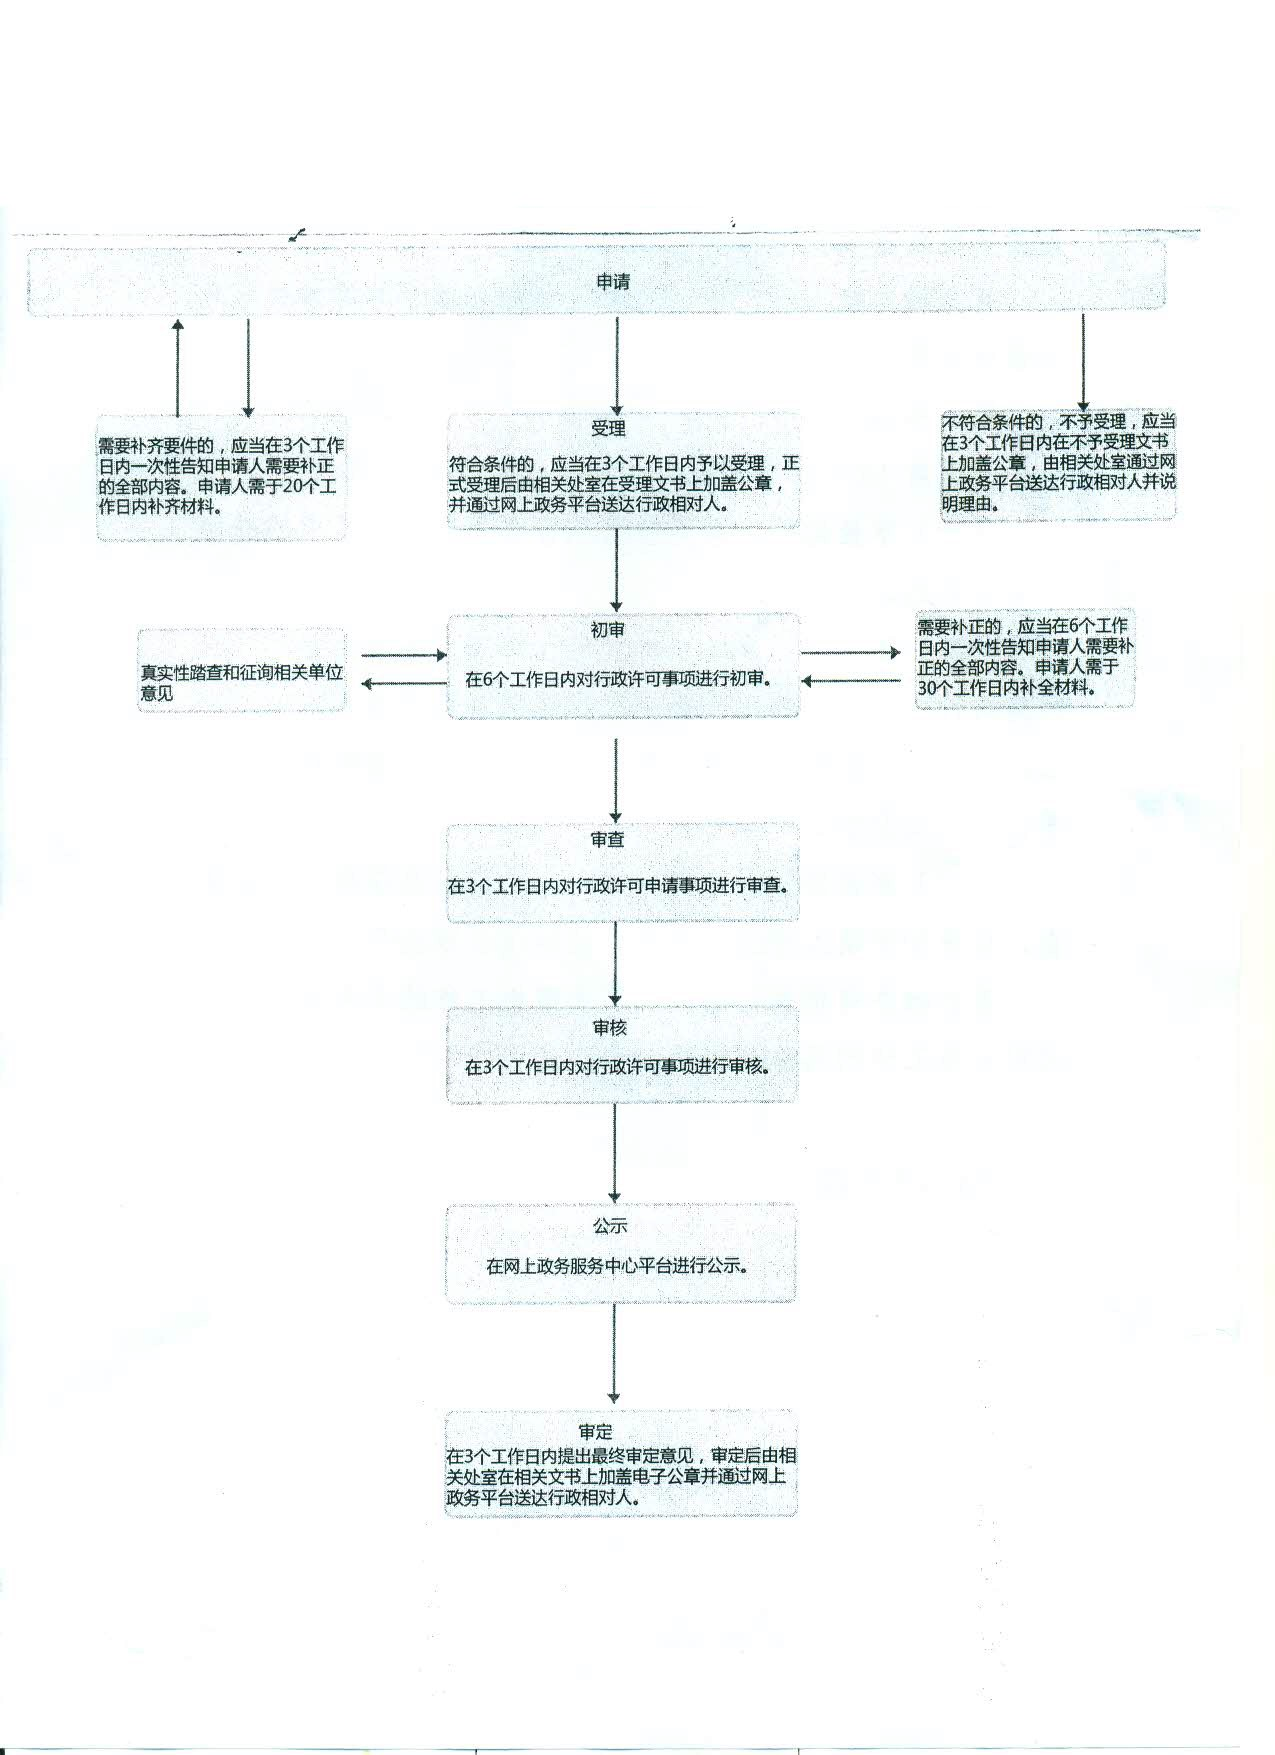 申请
需要补齐要件的，应当在3个工作
日内一次性告知申请人需要补正
的全部内容。申请人需于20个工
作日内补齐材料。
受理
符合条件的，应当在3个工作日内予以受理，正
式受理后由相关处室在受理文书上加盖公章，
并通过网上政务平台送达行政相对人。
不符合条件的，不予受理，应当
在3个工作日内在不予受理文书
上加盖公章，由相关处室通过网
上政务平台送达行政相对人并说
明理由。
真实性踏查和征询相关单位
意见
初审
在6个工作日内对行政许可事项进行初审。
需要补正的，应当在6个工作
日内一次性告知申请人需要补
正的全部内容。申请人需于
30个工作日内补全材料。
审查
在3个工作日内对行政许可申请事项进行审查。
审核
在3个工作日内对行政许可事项进行审核。
公示
在网上政务服务中心平台进行公示。
审定
在3个工作日内提出最终审定意见，审定后由相
关处室在相关文书上加盖电子公章并通过网上
政务平台送达行政相对人。